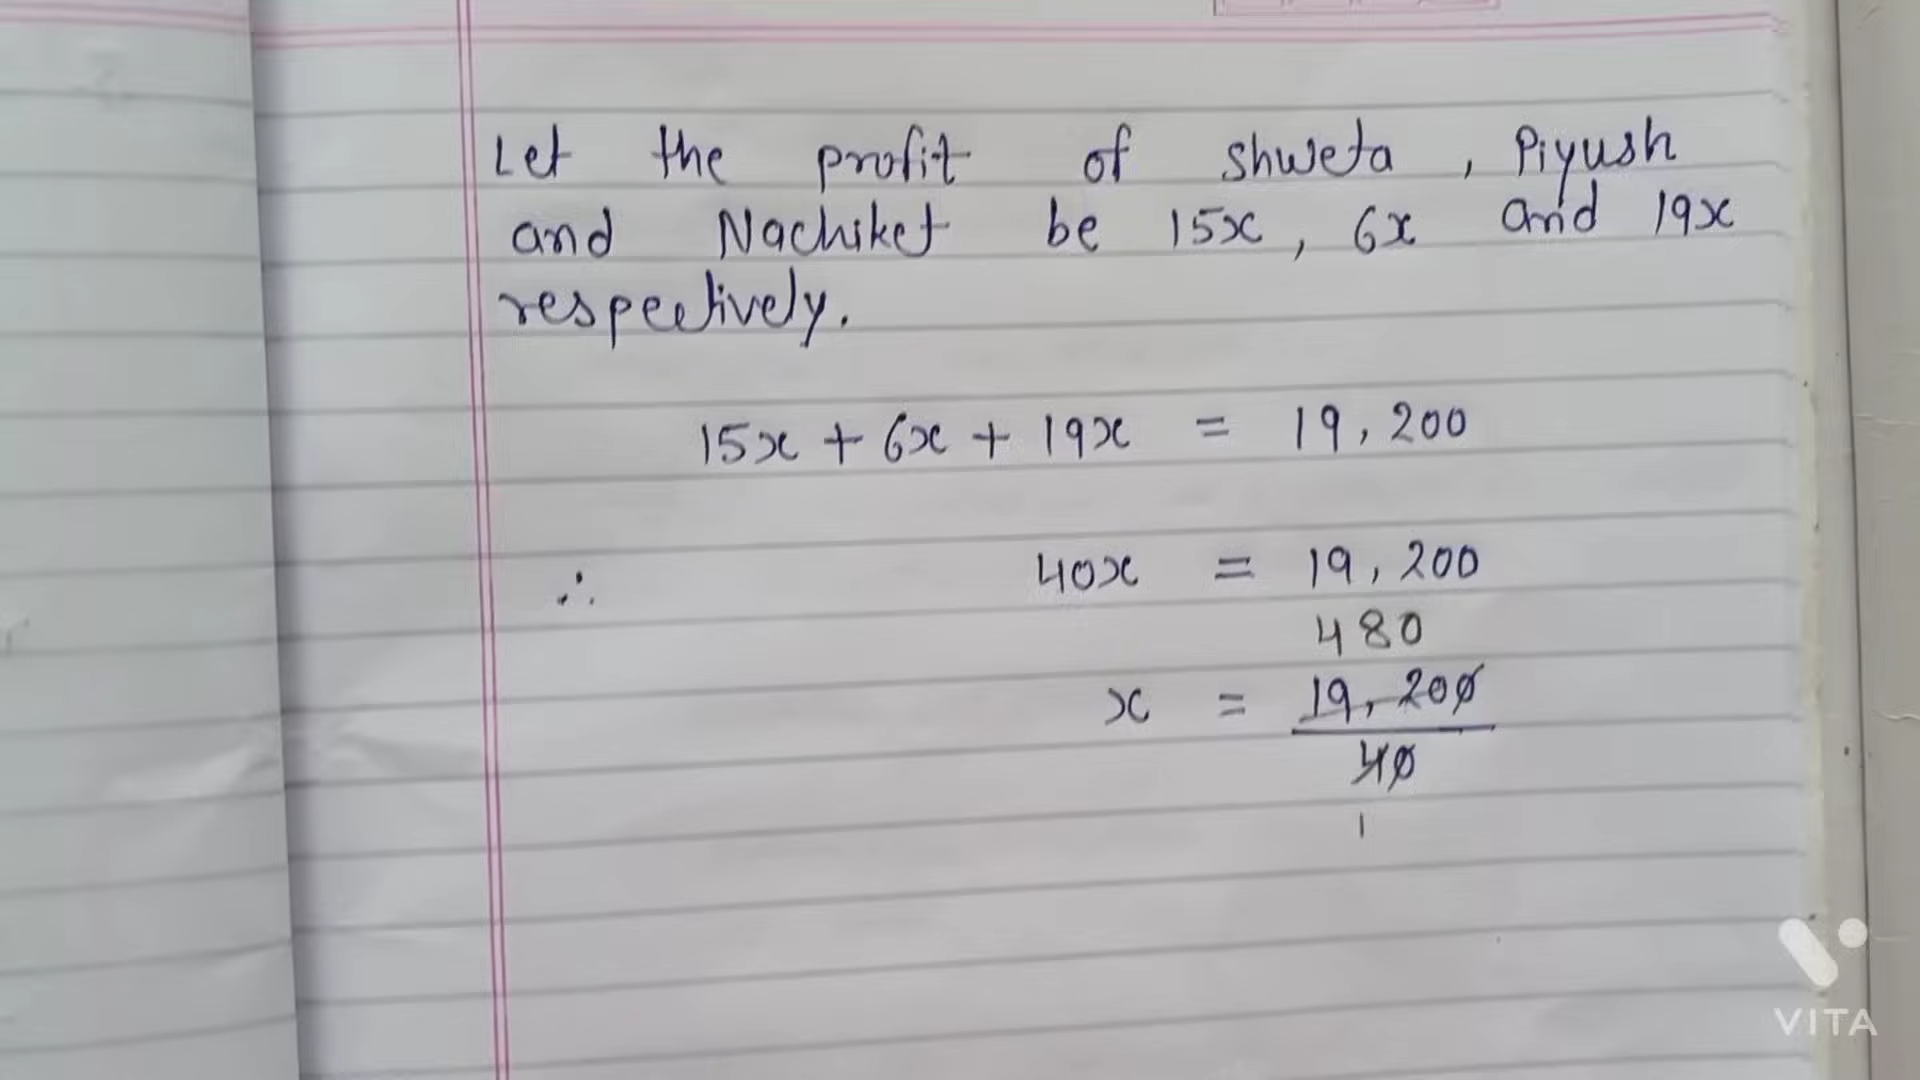 Let the profit of shweta, Piyush
and Nachiket be 15x, 6x and 19x
respectively.
15x + 6x + 19x = 19,200
∴ 40x = 19,200
480
x = 19,200
40
1
VITA